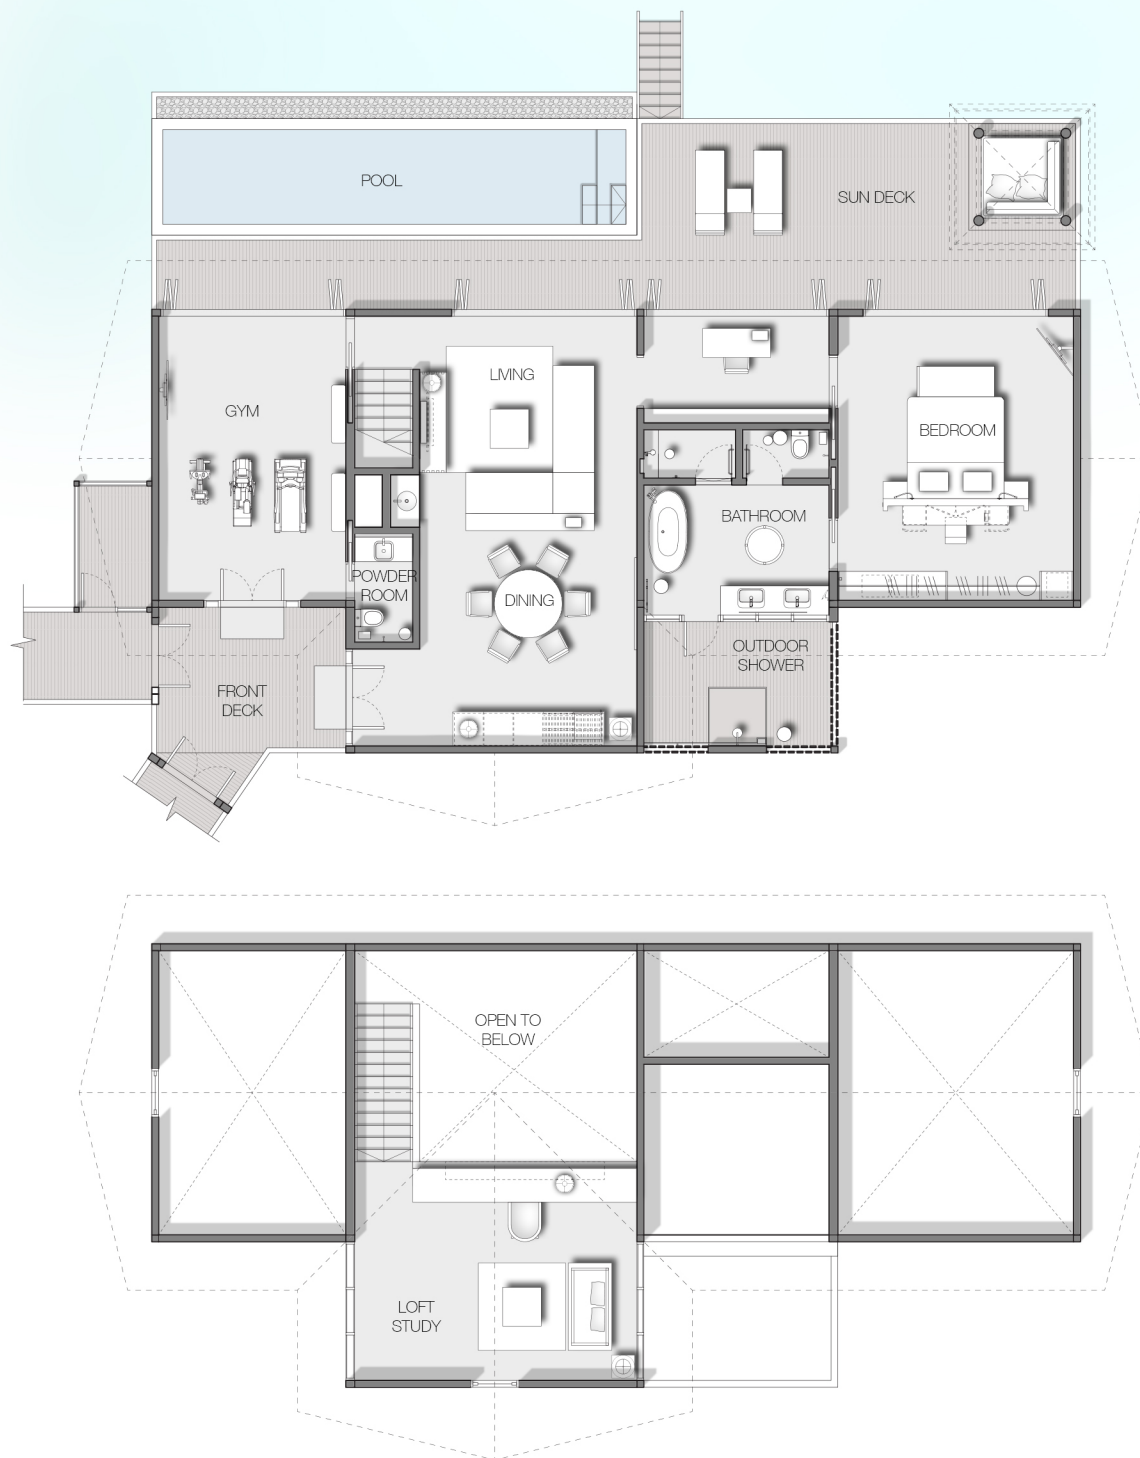 POOL
SUN DECK
LIVING
GYM
BEDROOM
BATHROOM
POWDER
ROOM
DINING
OUTDOOR
SHOWER
FRONT
DECK
OPEN TO
BELOW
LOFT
STUDY